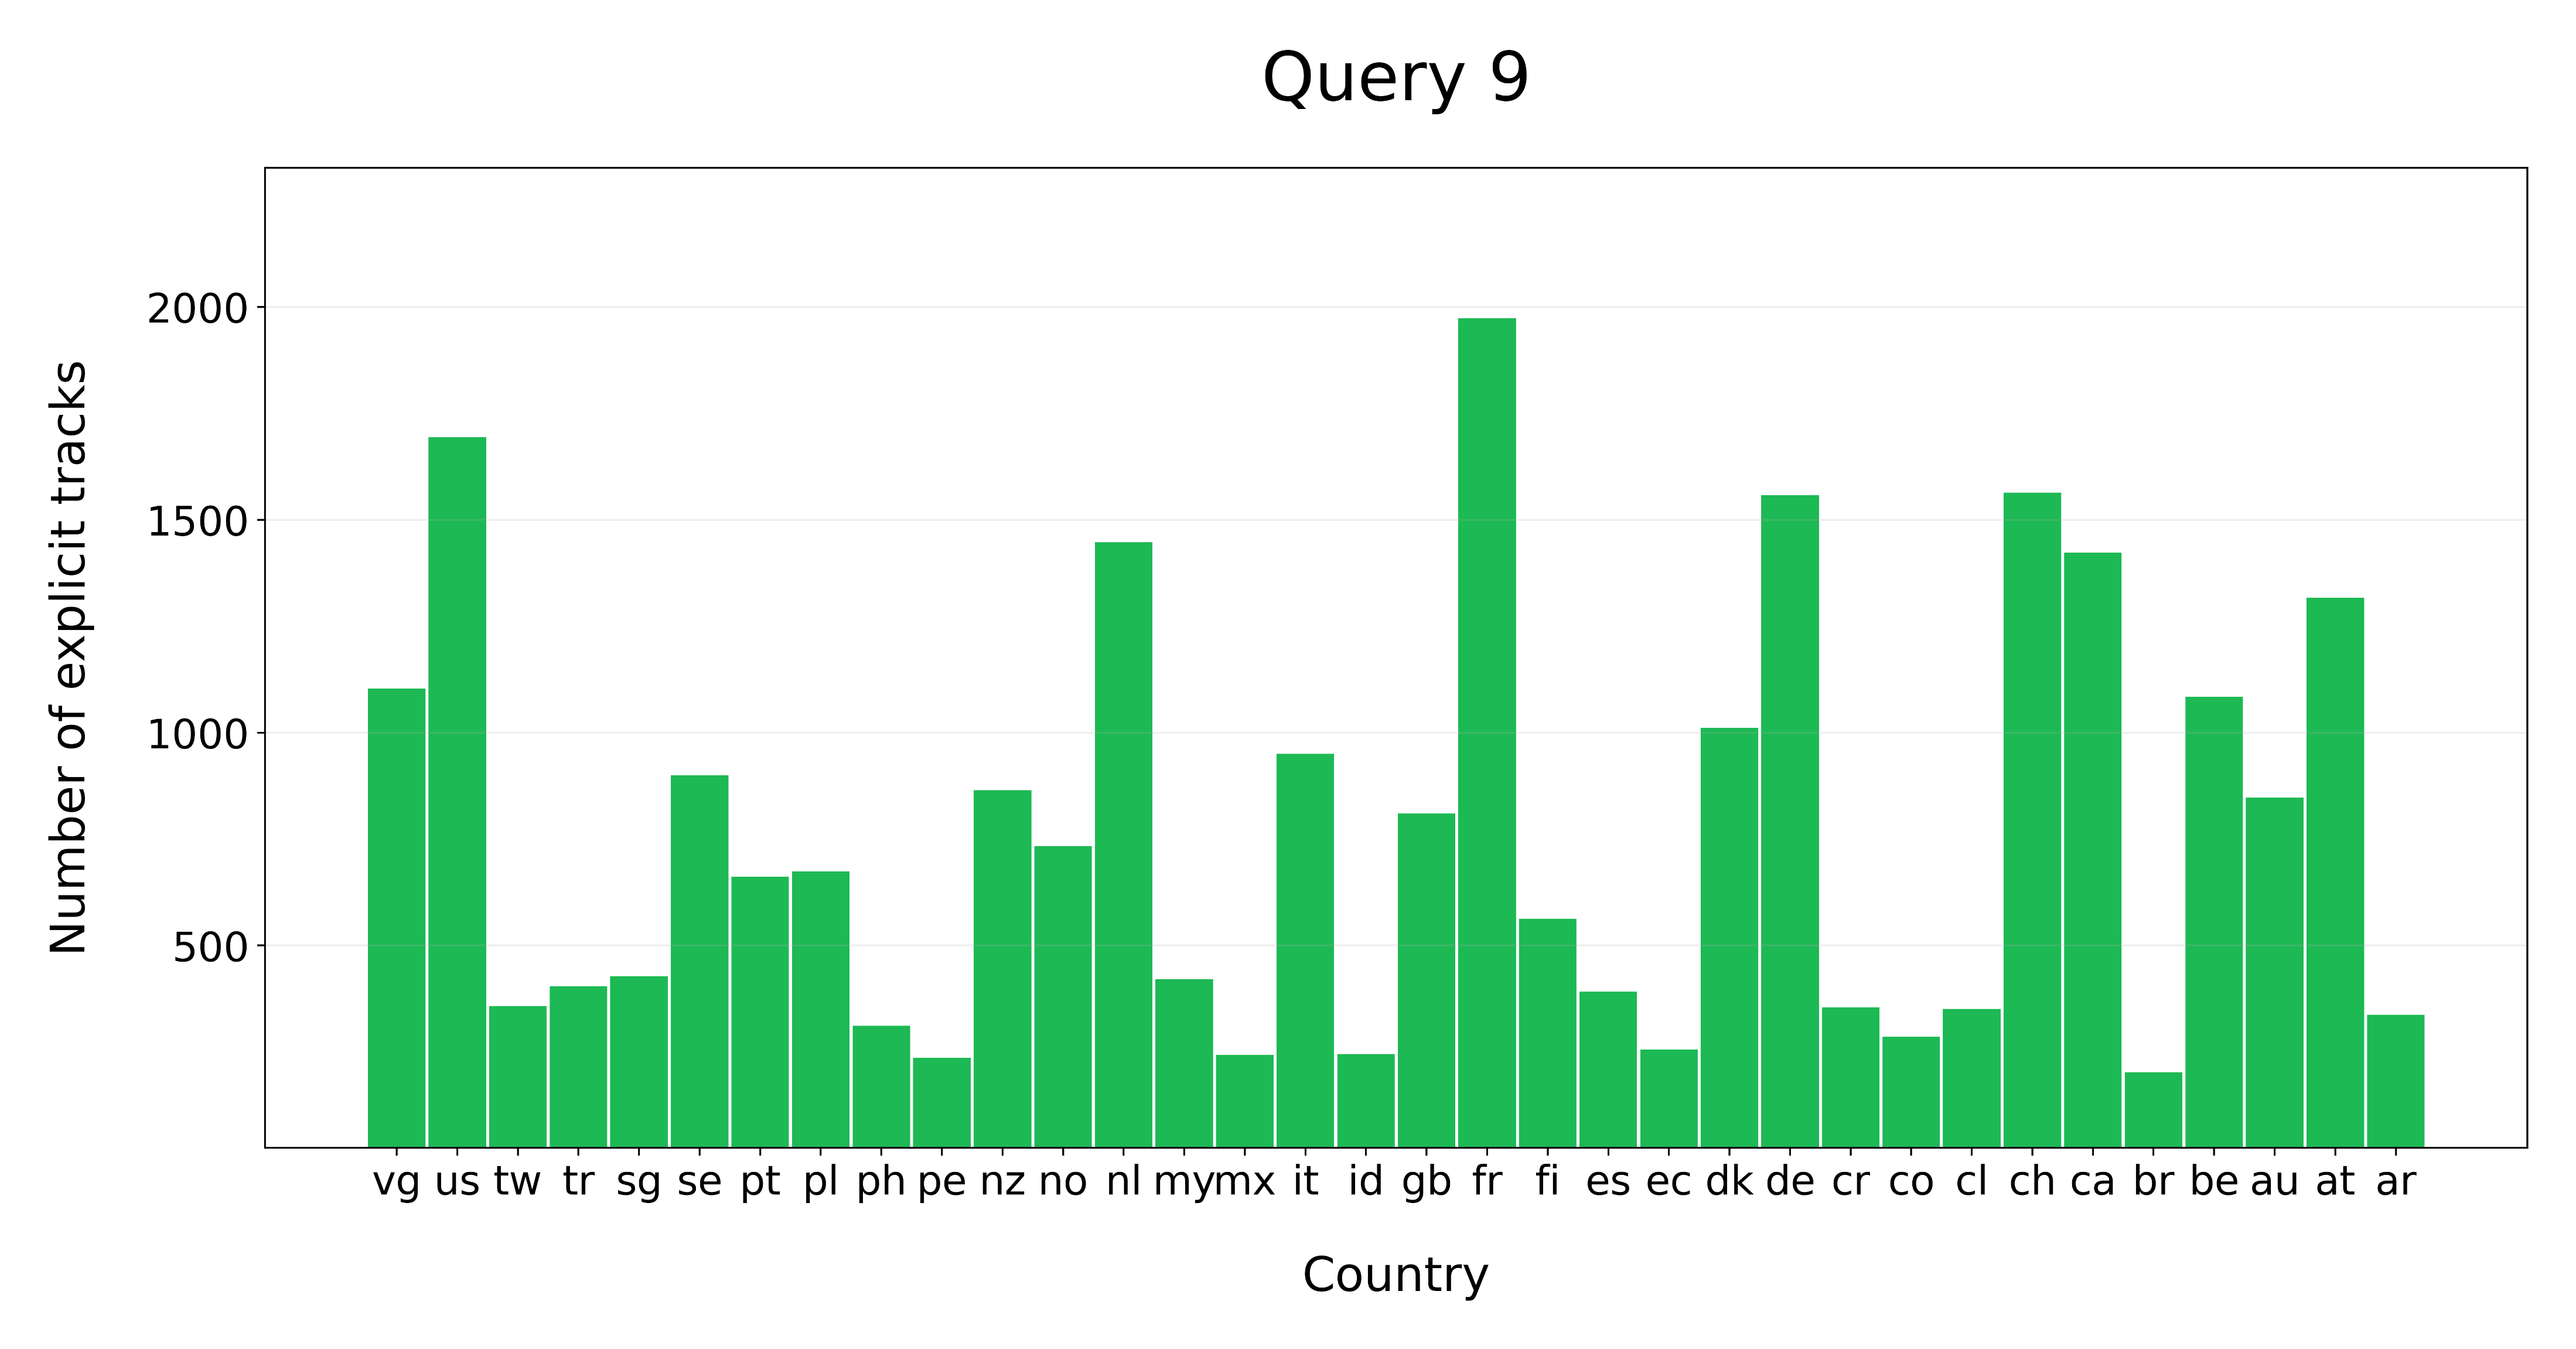 Query 9
Number of explicit tracks
2000
1500
1000
500
vg us tw tr sg se pt pl ph pe nz no nl my mx it id gb fr fi es ec dk de cr co cl ch ca br be au at ar
Country